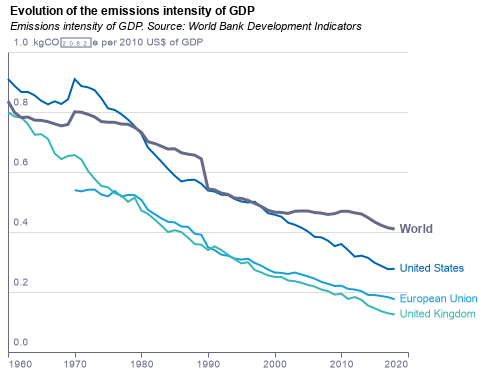 Evolution of the emissions intensity of GDP
Emissions intensity of GDP. Source: World Bank Development Indicators
1.0 kgCO2082e per 2010 US$ of GDP
0.8
0.6
0.4
0.2
0.0
World
United States
European Union
United Kingdom
1960 1970 1980 1990 2000 2010 2020